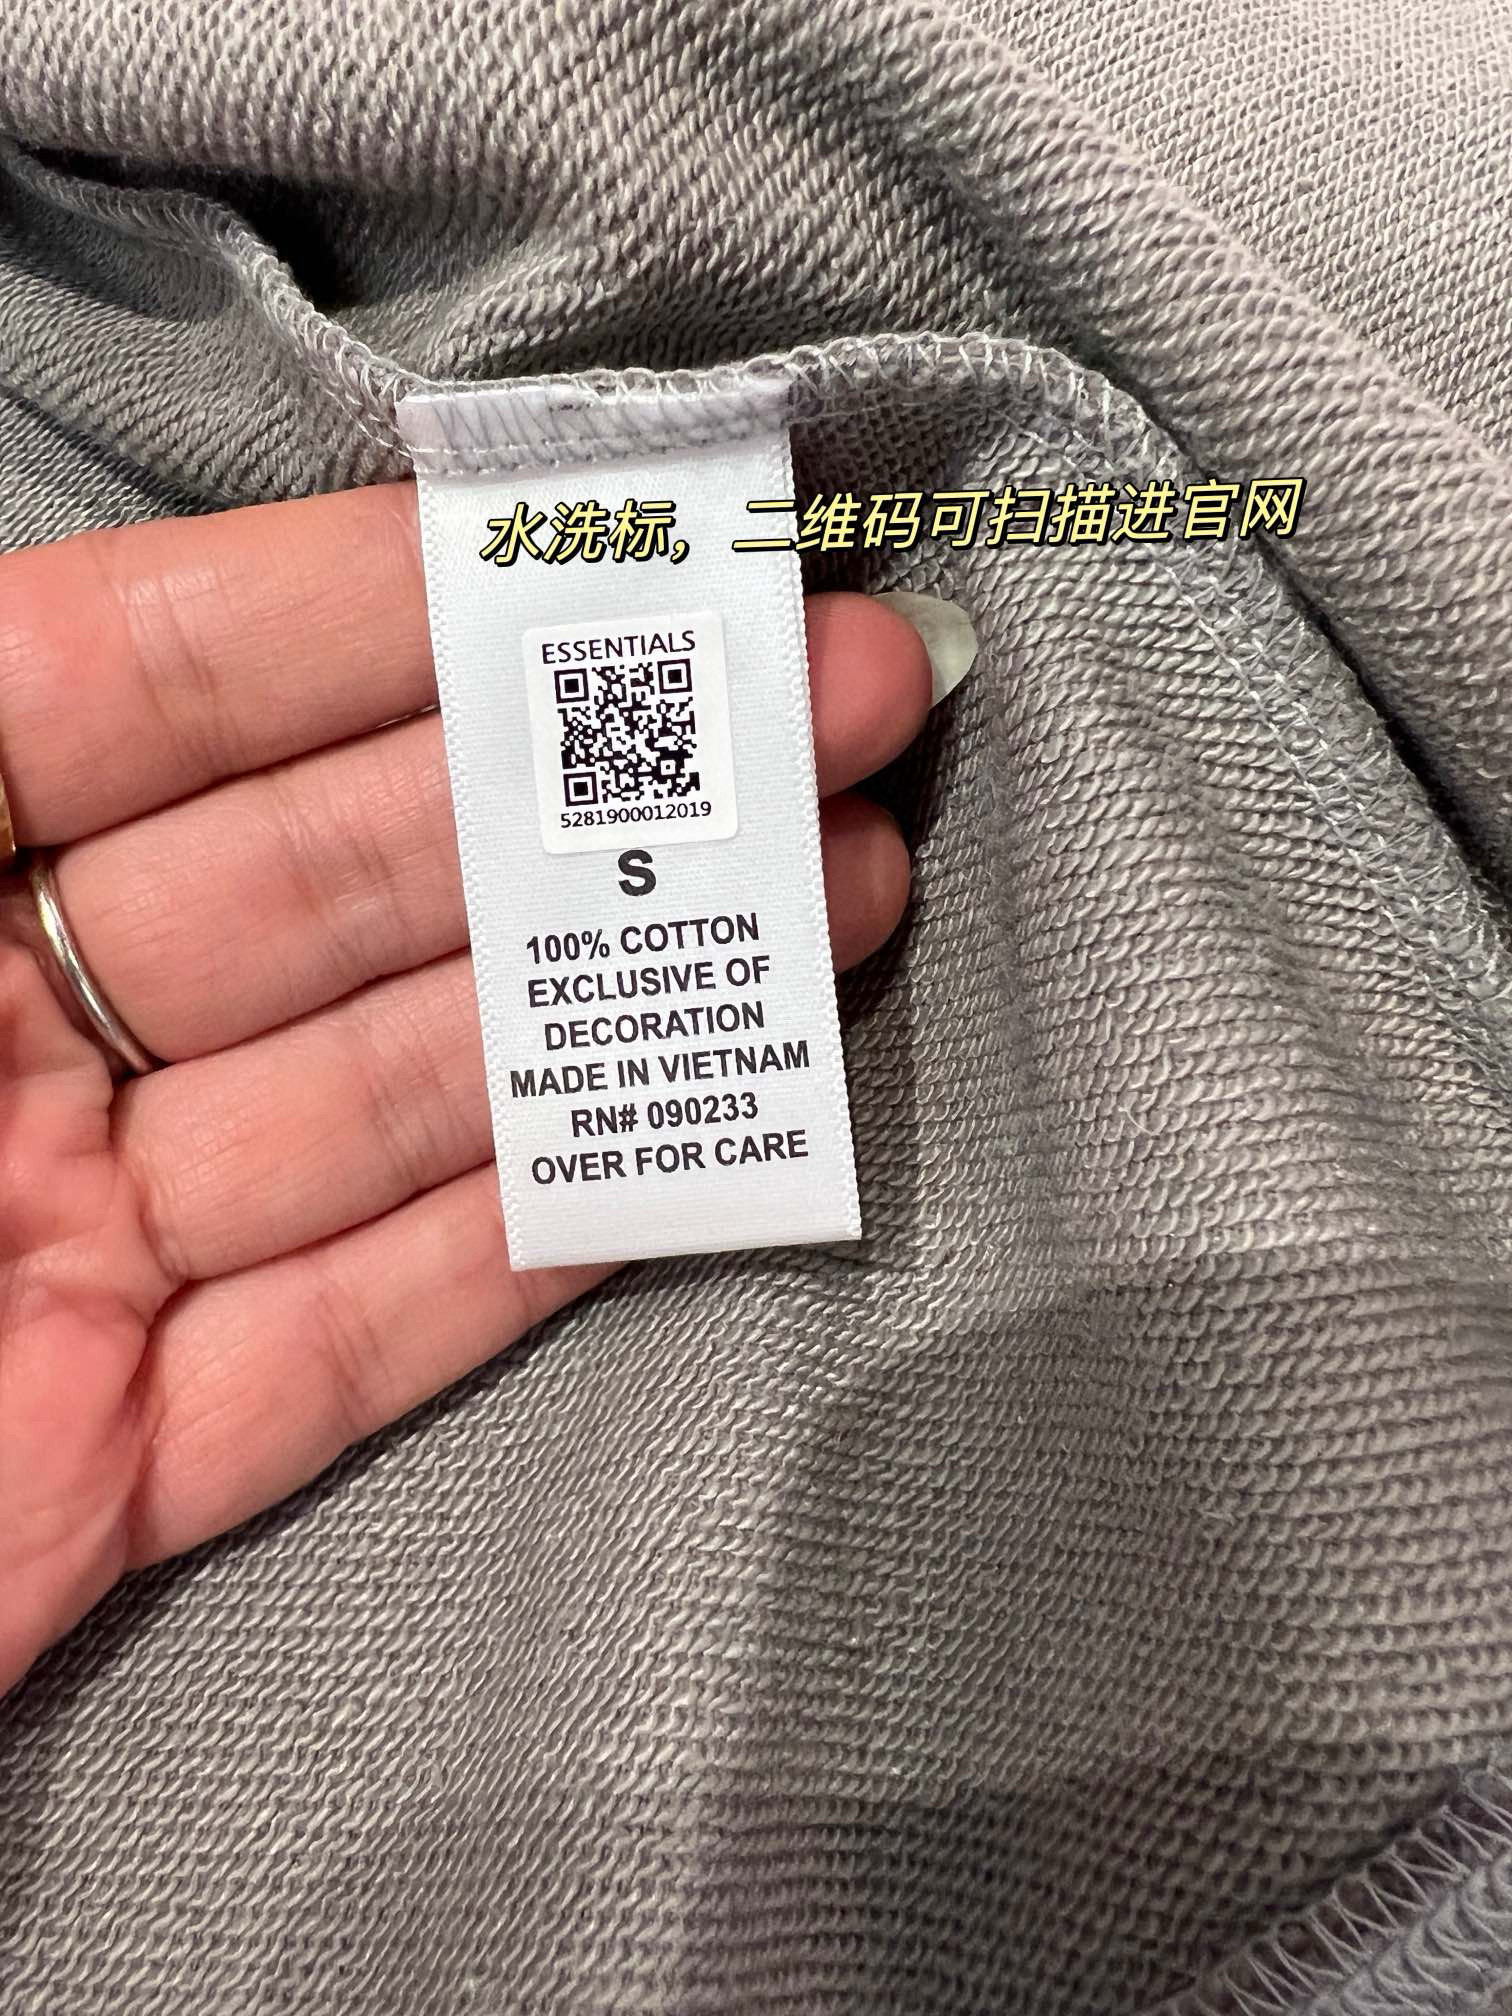 水洗标，二维码可扫描进官网
ESSENTIALS
5281900012019
S
100% COTTON
EXCLUSIVE OF
DECORATION
MADE IN VIETNAM
RN# 090233
OVER FOR CARE